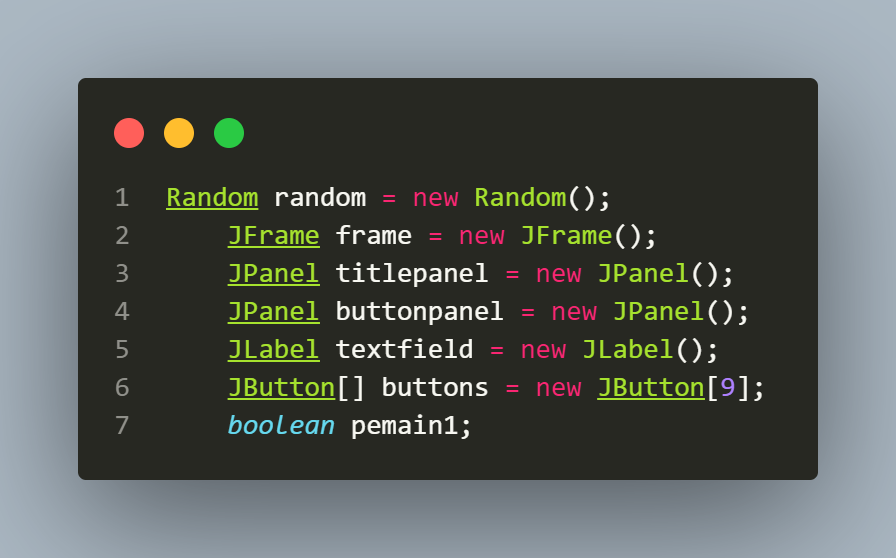 1 Random random = new Random();
2     JFrame frame = new JFrame();
3     JPanel titlepanel = new JPanel();
4     JPanel buttonpanel = new JPanel();
5     JLabel textfield = new JLabel();
6     JButton[] buttons = new JButton[9];
7     boolean pemain1;